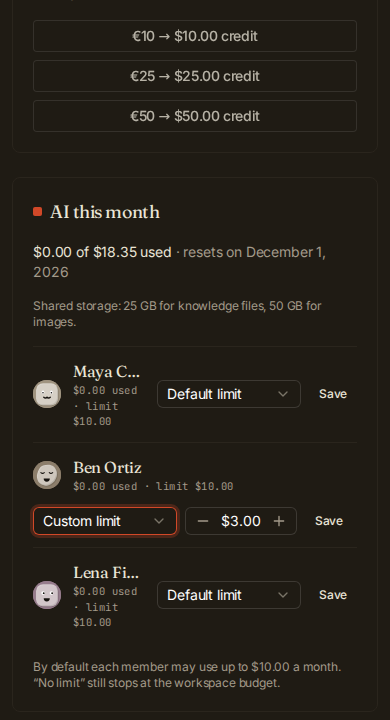 €10 → $10.00 credit
€25 → $25.00 credit
€50 → $50.00 credit
AI this month
$0.00 of $18.35 used · resets on December 1,
2026
Shared storage: 25 GB for knowledge files, 50 GB for
images.
Maya C...
$0.00 used
· limit
$10.00
Default limit
Save
Ben Ortiz
$0.00 used · limit $10.00
Custom limit
− $3.00 +
Save
Lena Fi...
$0.00 used
· limit
$10.00
Default limit
Save
By default each member may use up to $10.00 a month.
“No limit” still stops at the workspace budget.